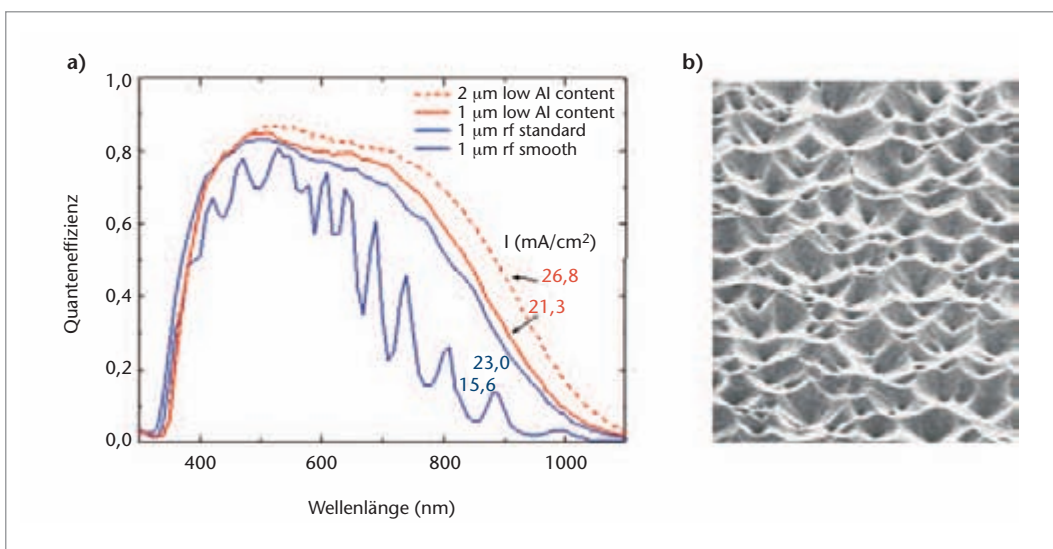 a)
1,0
0,8
0,6
0,4
0,2
0,0
Quanteneffizienz
2 µm low Al content
1 µm low Al content
1 µm rf standard
1 µm rf smooth
I (mA/cm²)
26,8
21,3
23,0
15,6
400
600
800
1000
Wellenlänge (nm)
b)